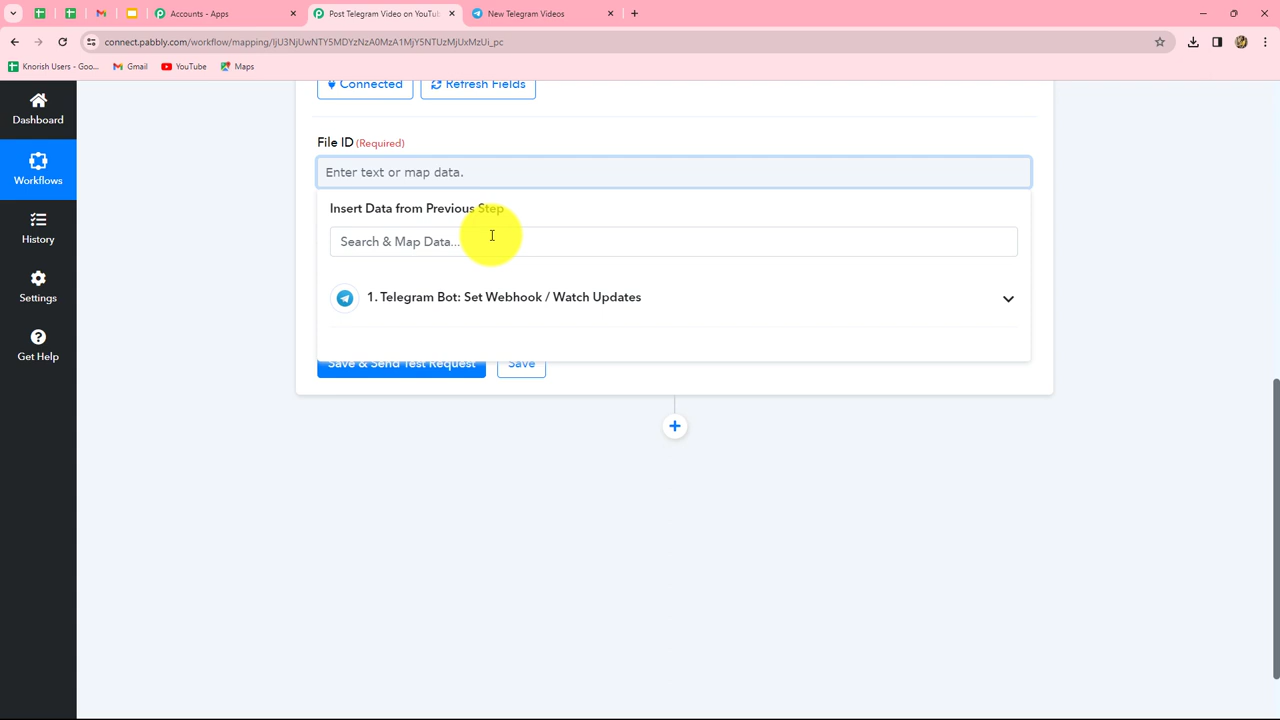 Accounts - Apps
Post Telegram Video on YouTub
New Telegram Videos
connect.pabbly.com/workflow/mapping/IjU3NjUwNTY5MDYzNzA0MzA1MjY5NTUzMjUxMzUi_pc
Knorish Users - Goo...
Gmail
YouTube
Maps
Dashboard
Workflows
History
Settings
Get Help
Connected
Refresh Fields
File ID (Required)
Enter text or map data.
Insert Data from Previous Step
Search & Map Data...
1. Telegram Bot: Set Webhook / Watch Updates
Save & Send Test Request
Save